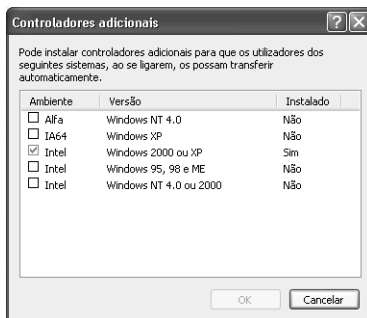 Controladores adicionais
Pode instalar controladores adicionais para que os utilizadores dos
seguintes sistemas, ao se ligarem, os possam transferir
automaticamente.
Ambiente Versão Instalado
Alfa Windows NT 4.0 Não
IA64 Windows XP Não
Intel Windows 2000 ou XP Sim
Intel Windows 95, 98 e ME Não
Intel Windows NT 4.0 ou 2000 Não
OK Cancelar